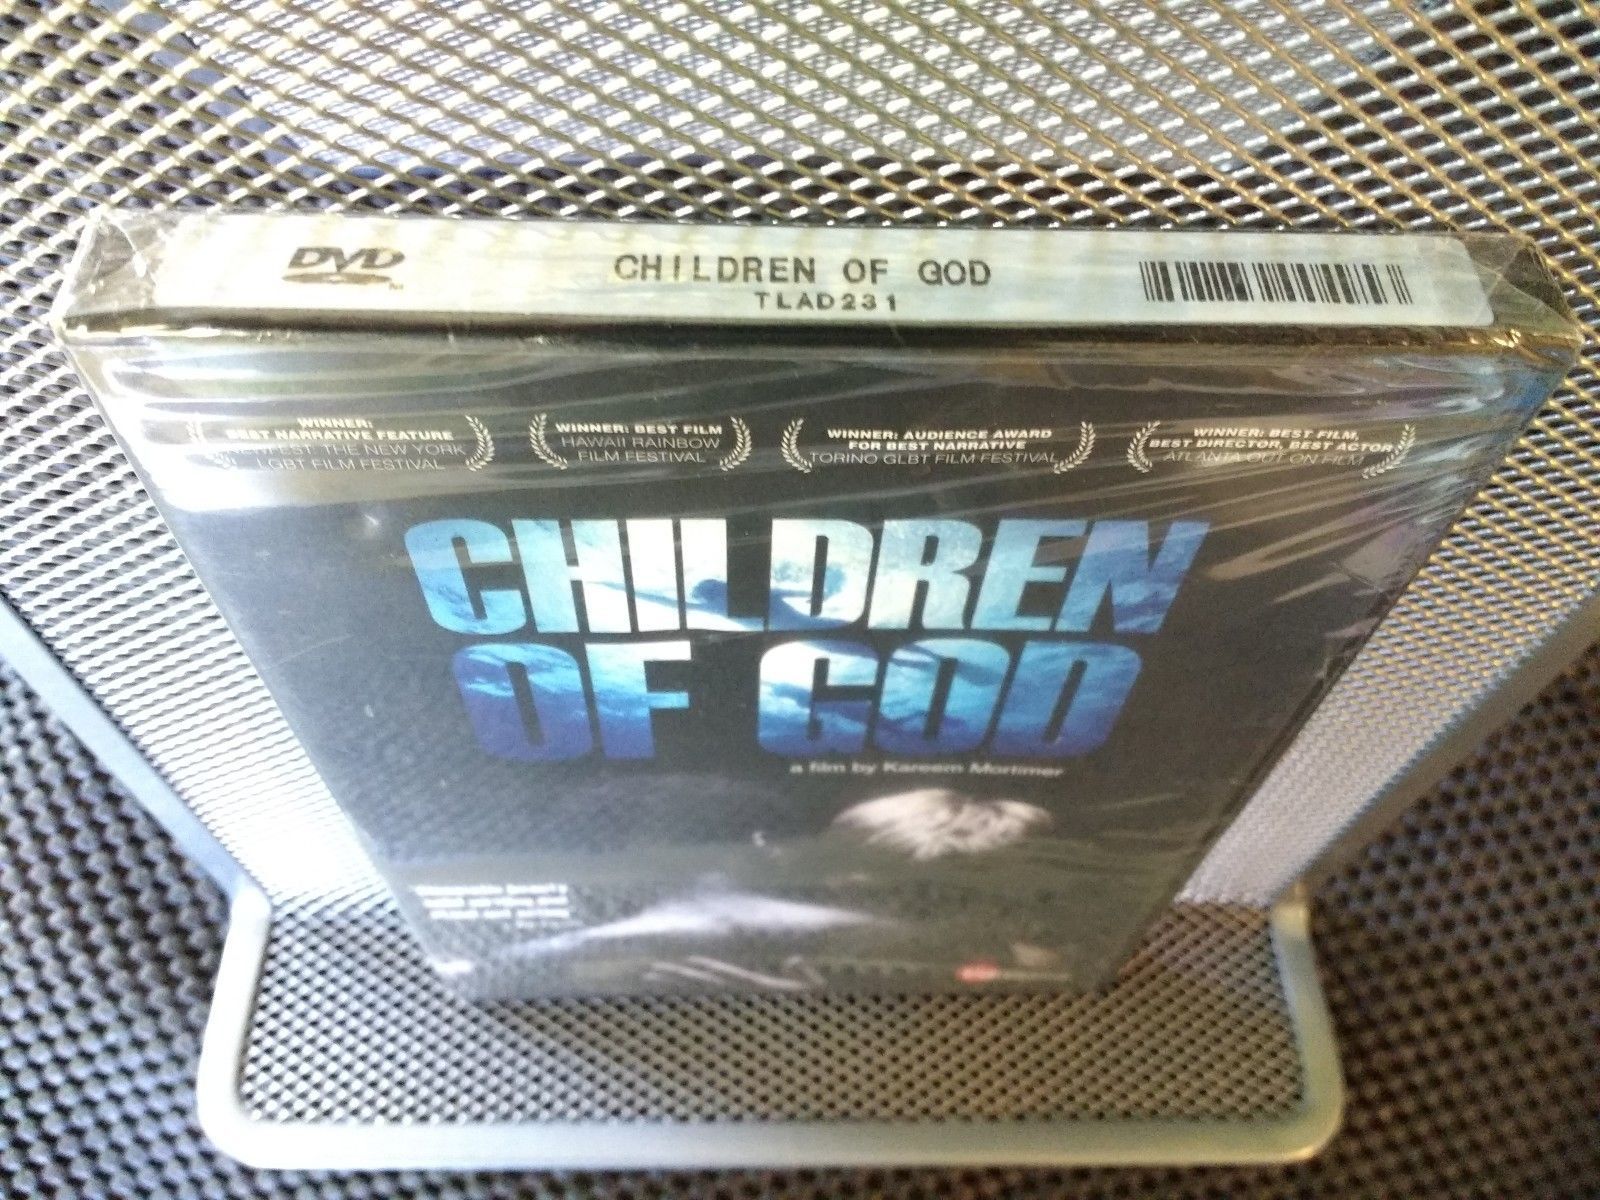 DVD
CHILDREN OF GOD
TLAD231
WINNER:
BEST NARRATIVE FEATURE
THE NEW YORK
LGBT FILM FESTIVAL
WINNER: BEST FILM
HAWAII RAINBOW
FILM FESTIVAL
WINNER: AUDIENCE AWARD
FOR BEST NARRATIVE
TORINO GLBT FILM FESTIVAL
WINNER: BEST FILM,
BEST DIRECTOR, BEST ACTOR
ATLANTA OUT ON FILM
CHILDREN
OF GOD
a film by Kareem Mortimer